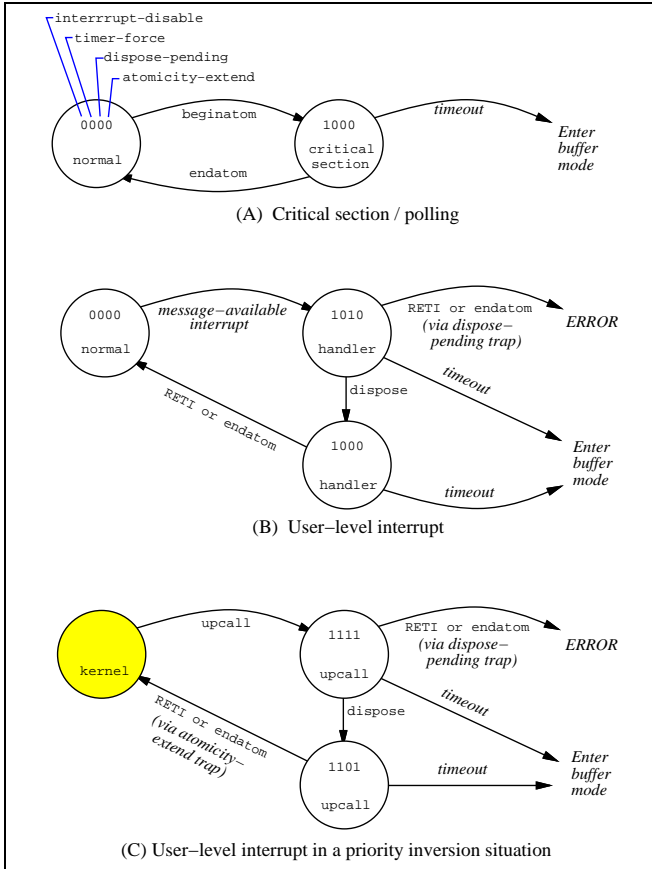 interrrupt-disable
timer-force
dispose-pending
atomicity-extend
0000
normal
beginatom
endatom
1000
critical
section
timeout
Enter
buffer
mode
(A) Critical section / polling
0000
normal
message−available
interrupt
1010
handler
RETI or endatom
(via dispose−
pending trap)
ERROR
timeout
dispose
RETI or endatom
1000
handler
timeout
Enter
buffer
mode
(B) User−level interrupt
kernel
upcall
1111
upcall
RETI or endatom
(via dispose−
pending trap)
ERROR
timeout
dispose
RETI or endatom
(via atomicity−
extend trap)
1101
upcall
timeout
Enter
buffer
mode
(C) User−level interrupt in a priority inversion situation